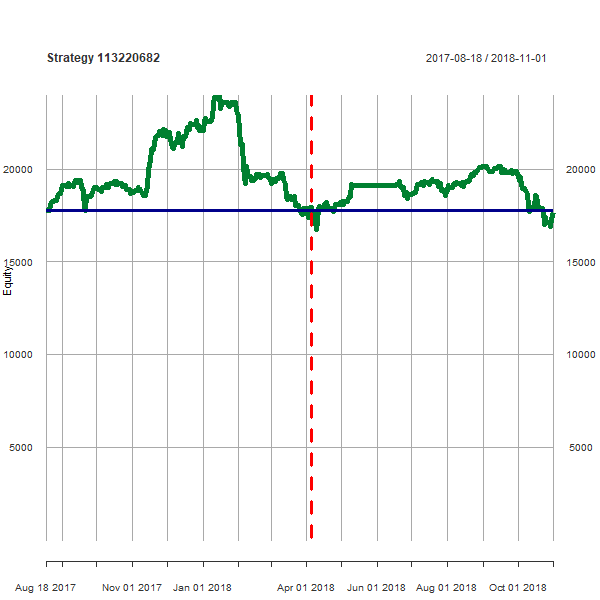 Strategy 113220682
2017-08-18 / 2018-11-01
20000
20000
15000
15000
Equity
10000
10000
5000
5000
Aug 18 2017
Nov 01 2017
Jan 01 2018
Apr 01 2018
Jun 01 2018
Aug 01 2018
Oct 01 2018